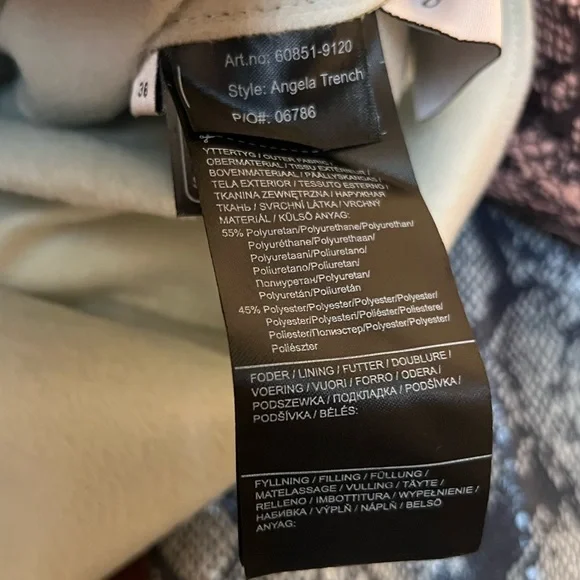 36
Art.no: 60851-9120
Style: Angela Trench
P/O#: 06786
YTTERTYG / OUTER FABRIC /
OBERMATERIAL / TISSU EXTÉRIEUR /
BOVENMATERIAAL / PÄÄLLYSKANGAS /
TELA EXTERIOR / TESSUTO ESTERNO /
TKANINA ZEWNĘTRZNA / НАРУЖНАЯ
ТКАНЬ / SVRCHNÍ LÁTKA / VRCHNÝ
MATERIÁL / KÜLSŐ ANYAG:
55% Polyuretan/Polyurethane/Polyurethan/
Polyuréthane/Polyurethaan/
Polyuretaani/Poliuretano/
Poliuretano/Poliuretan/
Полиуретан/Polyuretan/
Polyuretán/Poliuretán
45% Polyester/Polyester/Polyester/Polyester/
Polyester/Polyesteri/Poliéster/Poliestere/
Poliester/Полиэстер/Polyester/Polyester/
Poliészter
FODER / LINING / FUTTER / DOUBLURE /
VOERING / VUORI / FORRO / FODERA /
PODSZEWKA / ПОДКЛАДКА / PODŠÍVKA /
PODŠÍVKA / BÉLÉS:
FYLLNING / FILLING / FÜLLUNG /
MATELASSAGE / VULLING / TÄYTE /
RELLENO / IMBOTTITURA / WYPEŁNIENIE /
НАБИВКА / VÝPLŇ / NÁPLŇ / BELSŐ
ANYAG: